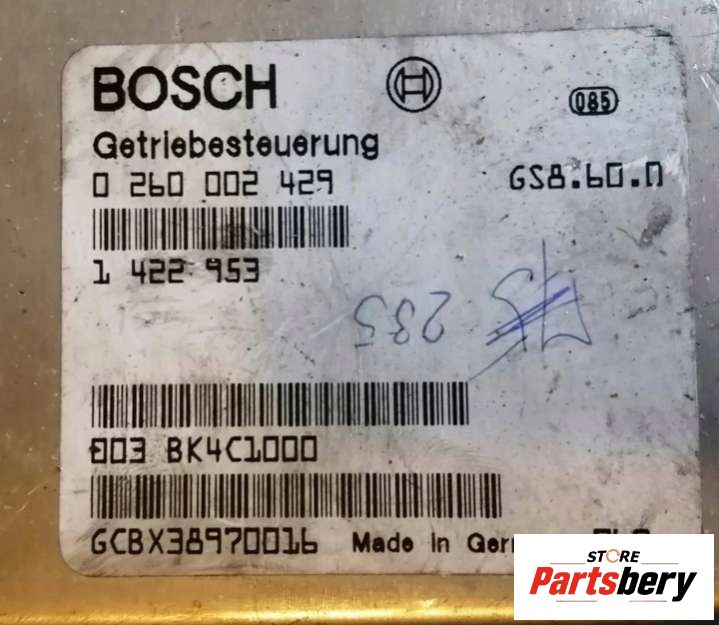 BOSCH
085
Getriebesteuerung
0 260 002 429
GS8.60.0
1 422 953
003 BK4C1000
GCBX38970016 Made in Ger
STORE
Partsbery